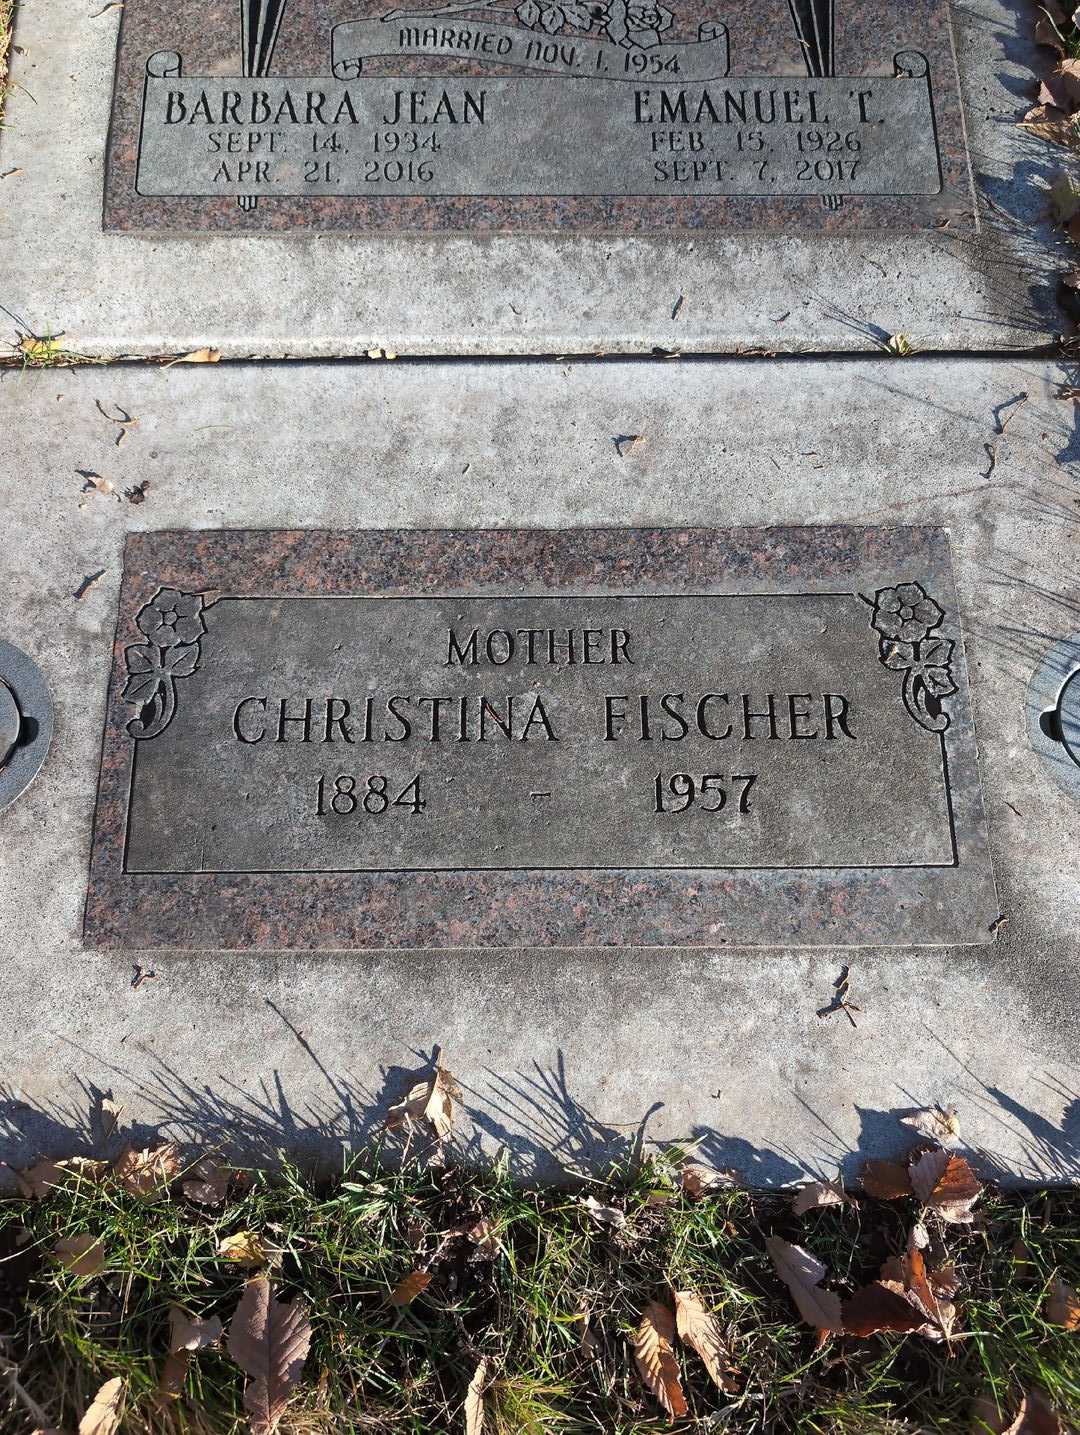 MARRIED NOV. 1, 1954
BARBARA JEAN
SEPT. 14, 1934
APR. 21, 2016
EMANUEL T.
FEB. 15, 1926
SEPT. 7, 2017
MOTHER
CHRISTINA FISCHER
1884 - 1957